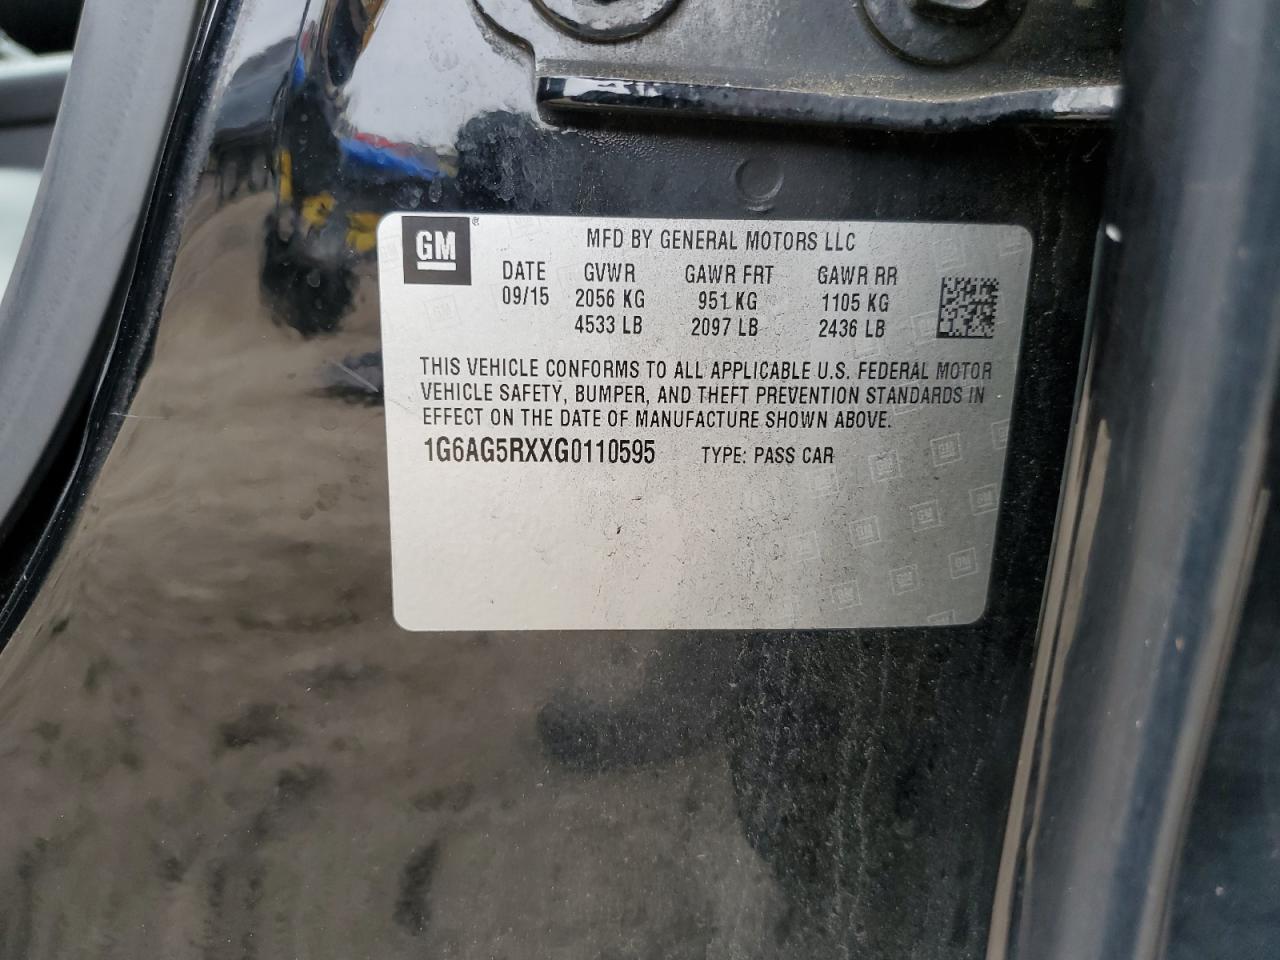 GM®
MFD BY GENERAL MOTORS LLC
DATE GVWR GAWR FRT GAWR RR
09/15 2056 KG 951 KG 1105 KG
4533 LB 2097 LB 2436 LB
THIS VEHICLE CONFORMS TO ALL APPLICABLE U.S. FEDERAL MOTOR
VEHICLE SAFETY, BUMPER, AND THEFT PREVENTION STANDARDS IN
EFFECT ON THE DATE OF MANUFACTURE SHOWN ABOVE.
1G6AG5RXXG0110595 TYPE: PASS CAR